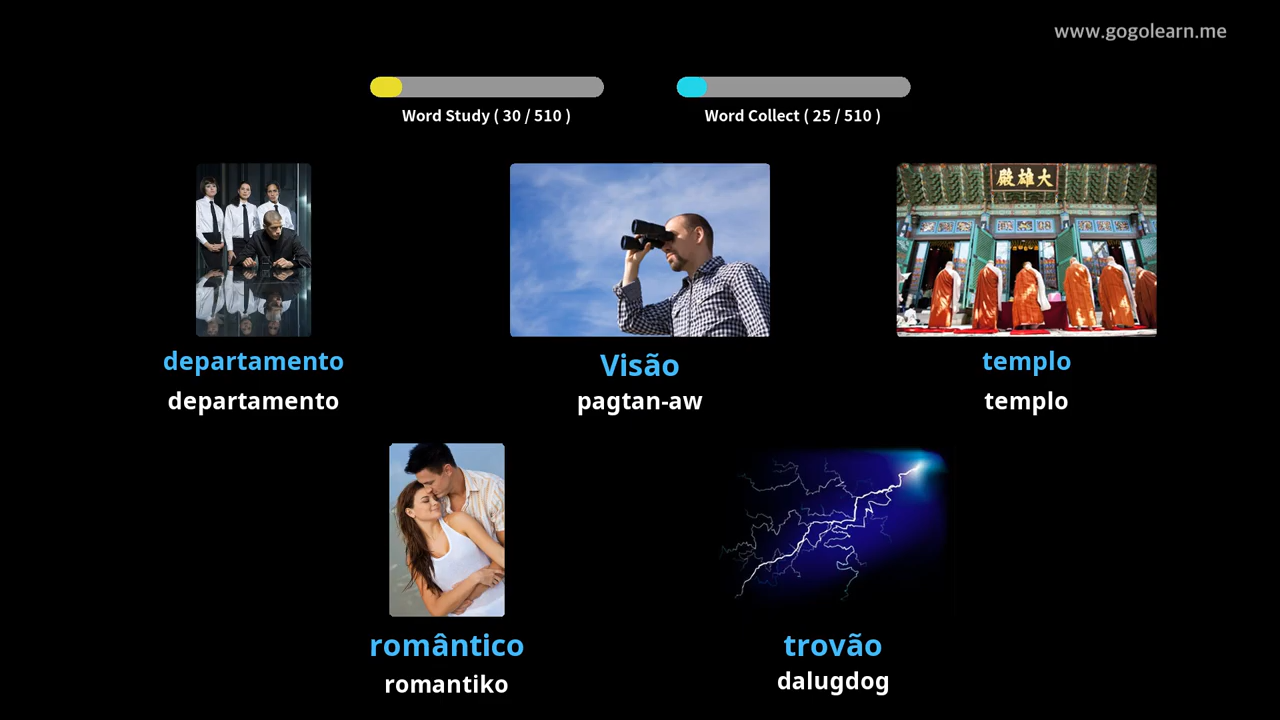 www.gogolearn.me
Word Study ( 30 / 510 )
Word Collect ( 25 / 510 )
大雄殿
departamento
departamento
Visão
pagtan-aw
templo
templo
romântico
romantiko
trovão
dalugdog